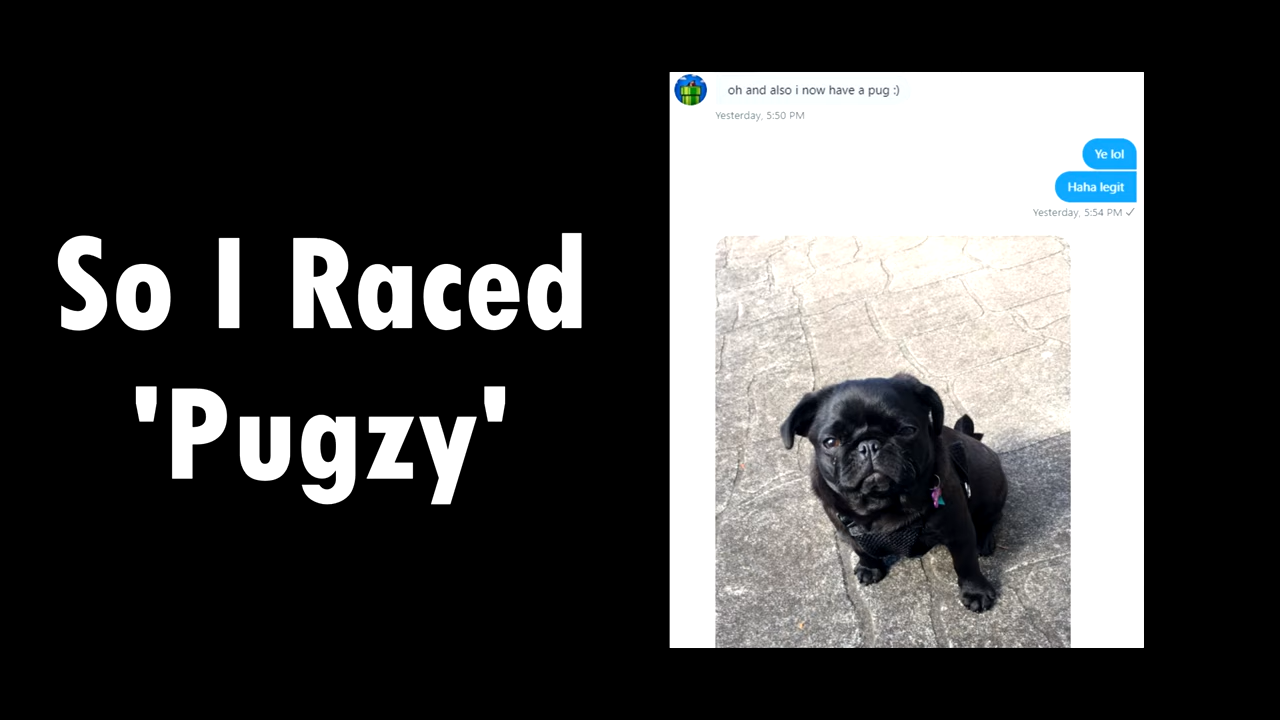 So I Raced
'Pugzy'
oh and also i now have a pug :)
Yesterday, 5:50 PM
Ye lol
Haha legit
Yesterday, 5:54 PM ✓